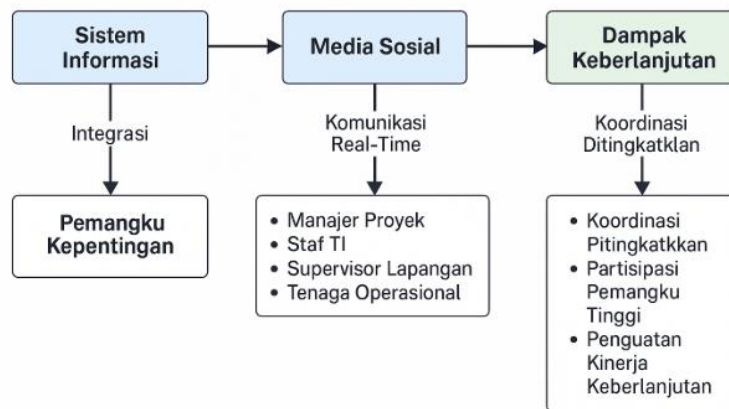 Sistem
Informasi
Media Sosial
Dampak
Keberlanjutan
Integrasi
Komunikasi
Real-Time
Koordinasi
Ditingkatklan
Pemangku
Kepentingan
• Manajer Proyek
• Staf TI
• Supervisor Lapangan
• Tenaga Operasional
• Koordinasi
Pitingkatkkan
• Partisipasi
Pemangku
Tinggi
• Penguatan
Kinerja
Keberlanjutan